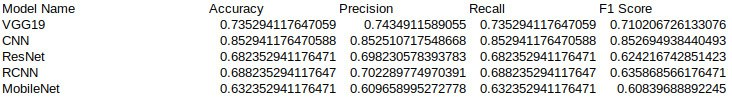 Model Name Accuracy Precision Recall F1 Score
VGG19 0.735294117647059 0.7434911589055 0.735294117647059 0.710206726133076
CNN 0.852941176470588 0.852510717548668 0.852941176470588 0.852694938440493
ResNet 0.682352941176471 0.698230578393783 0.682352941176471 0.624216742851423
RCNN 0.688235294117647 0.702289774970391 0.688235294117647 0.635868566176471
MobileNet 0.632352941176471 0.609658995272778 0.632352941176471 0.60839688892245